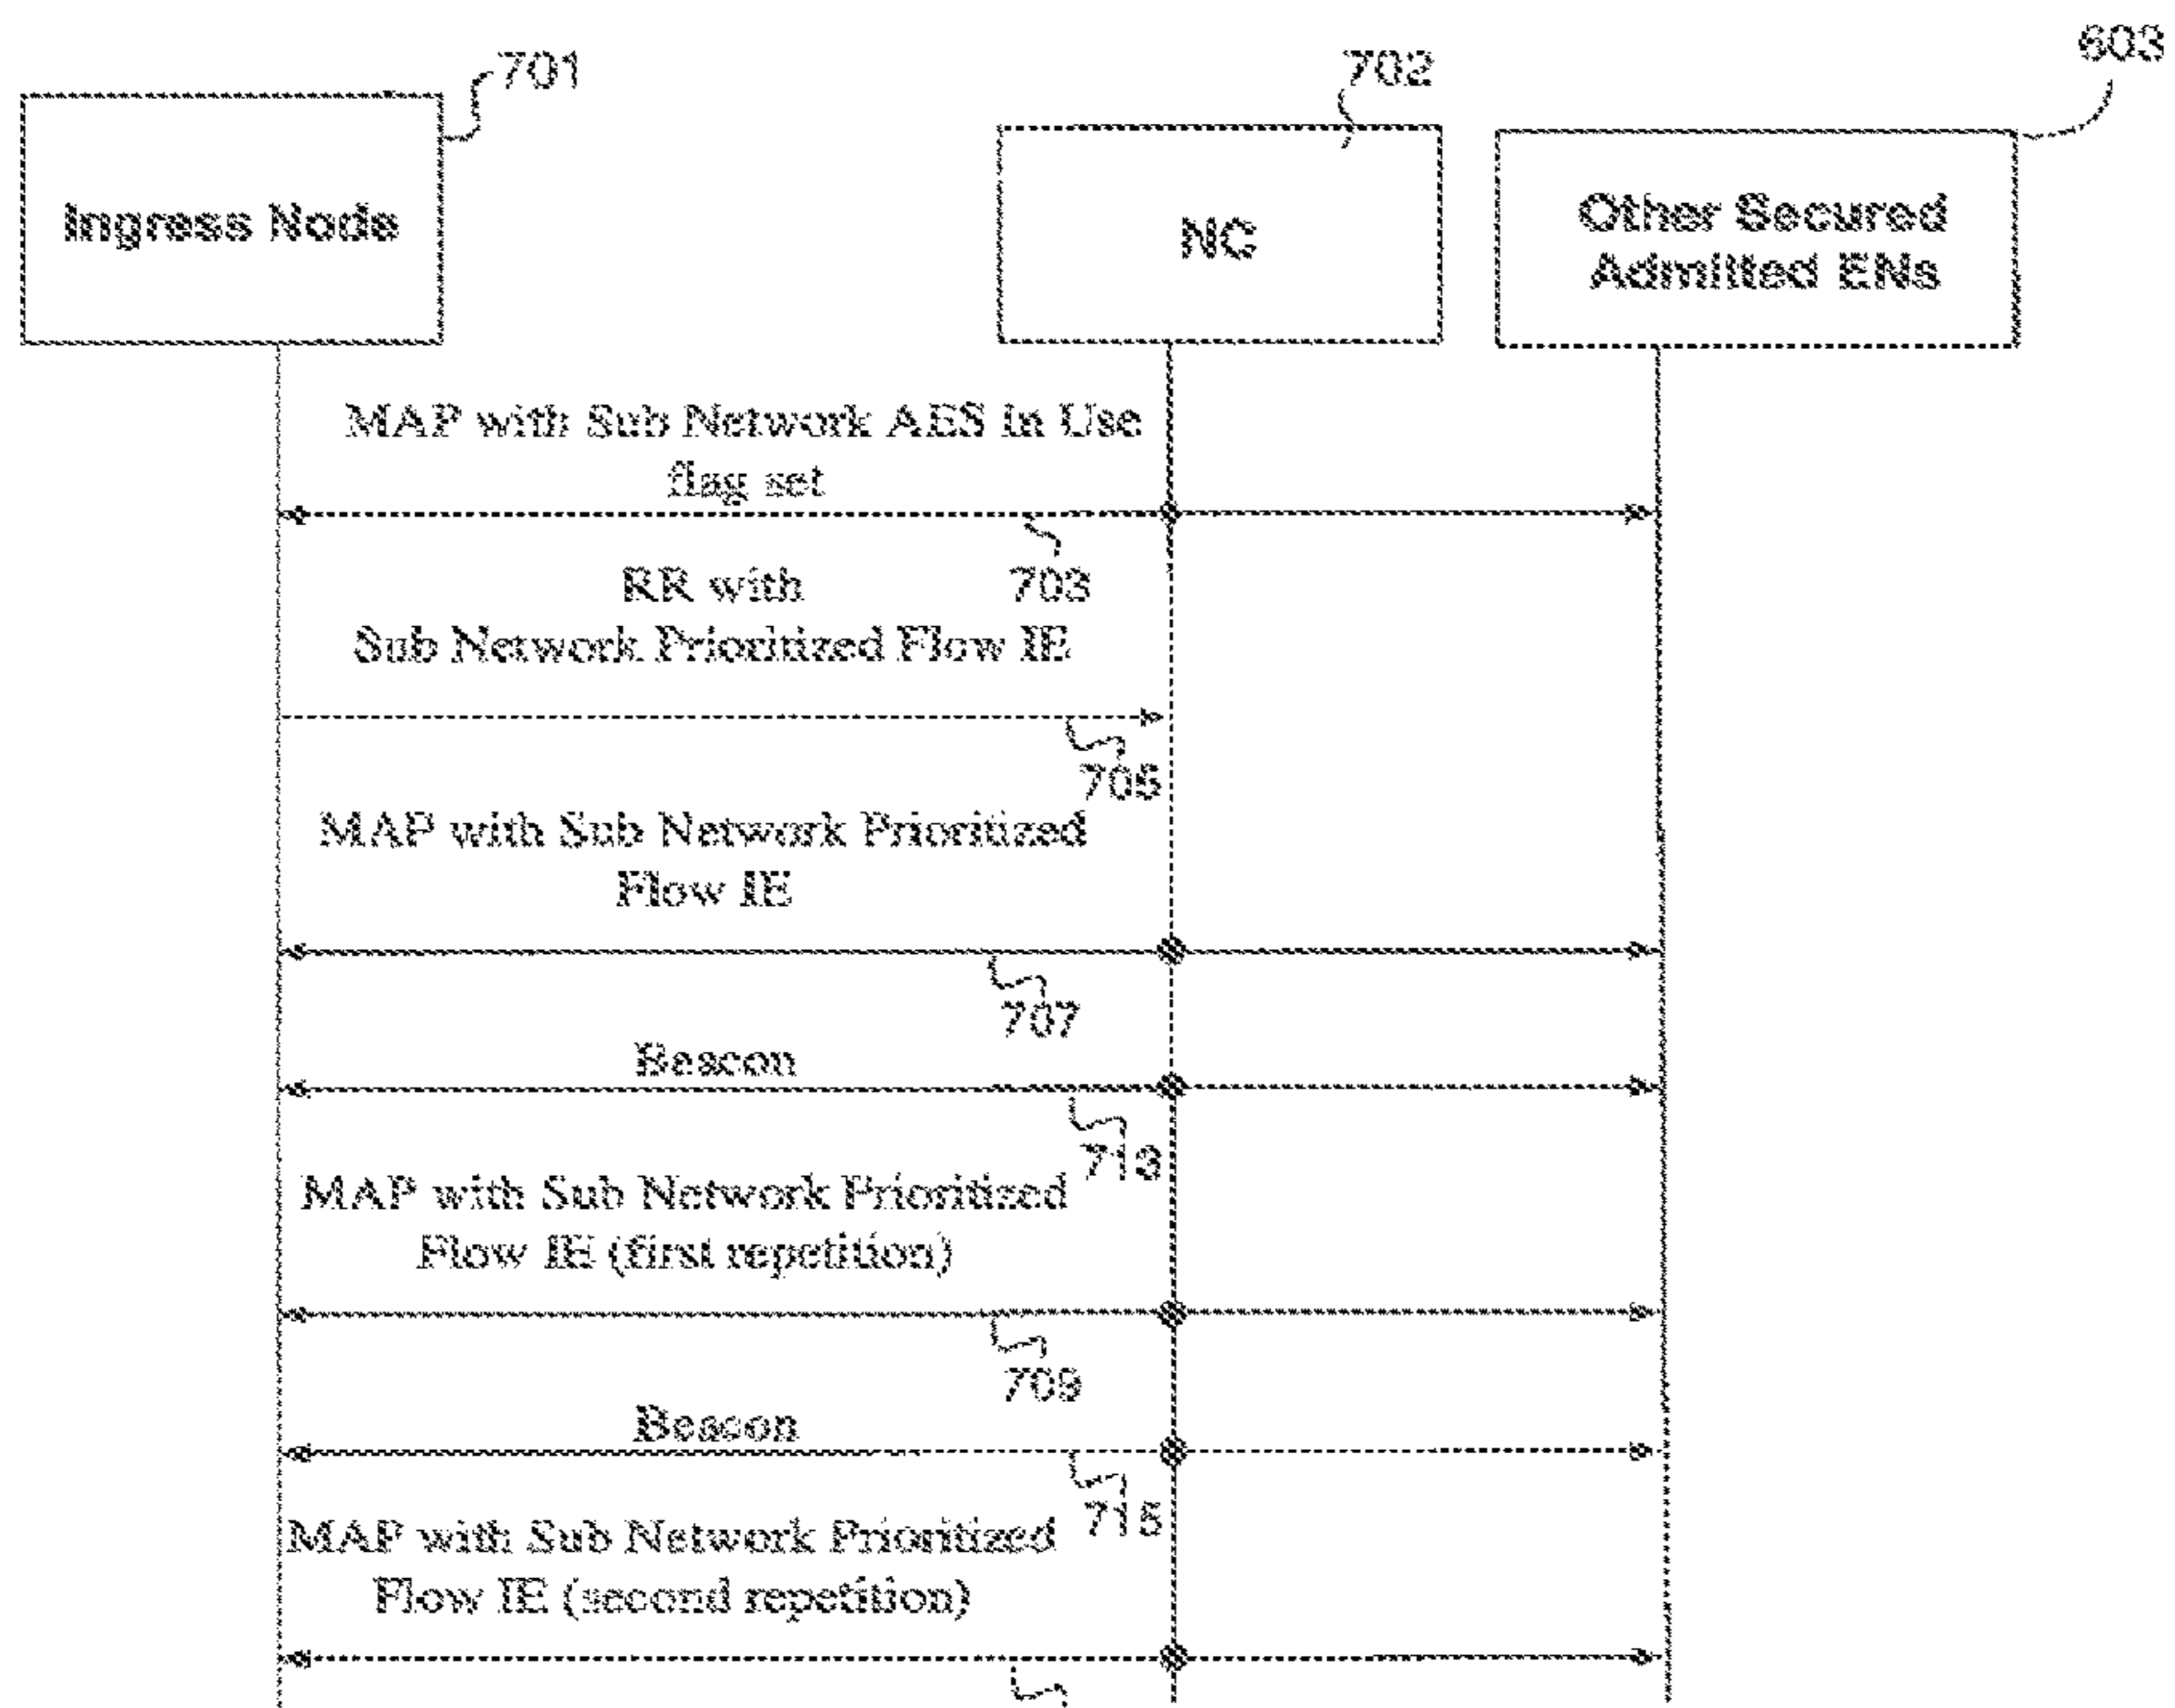 701
702
603
Ingress Node
NC
Other Secured
Admitted ENs
MAP with Sub Network AES In Use
flag set
703
RR with
Sub Network Prioritized Flow IE
705
MAP with Sub Network Prioritized
Flow IE
707
Beacon
713
MAP with Sub Network Prioritized
Flow IE (first repetition)
709
Beacon
715
MAP with Sub Network Prioritized
Flow IE (second repetition)